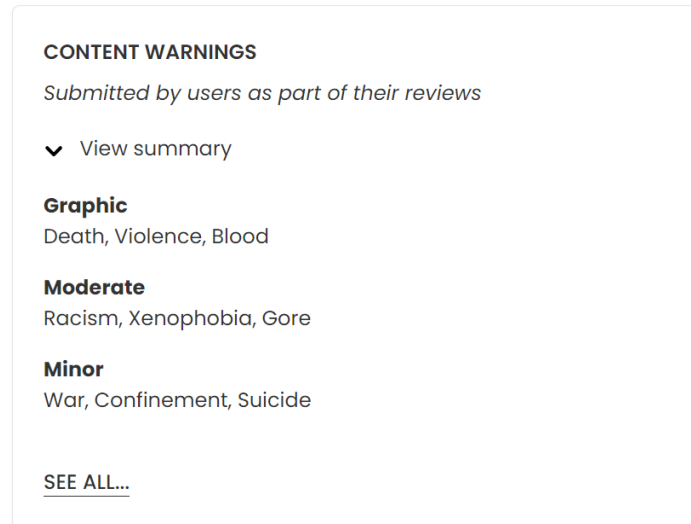 CONTENT WARNINGS
Submitted by users as part of their reviews
View summary
Graphic
Death, Violence, Blood
Moderate
Racism, Xenophobia, Gore
Minor
War, Confinement, Suicide
SEE ALL...